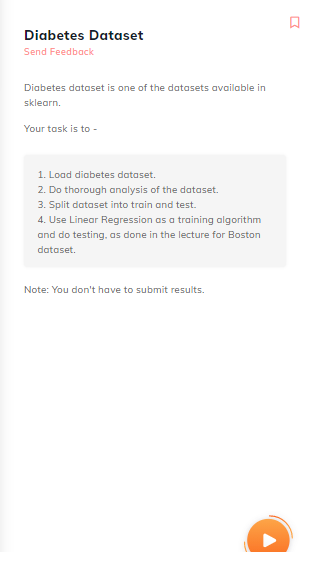 Diabetes Dataset
Send Feedback
Diabetes dataset is one of the datasets available in
sklearn.
Your task is to -
1. Load diabetes dataset.
2. Do thorough analysis of the dataset.
3. Split dataset into train and test.
4. Use Linear Regression as a training algorithm
and do testing, as done in the lecture for Boston
dataset.
Note: You don't have to submit results.